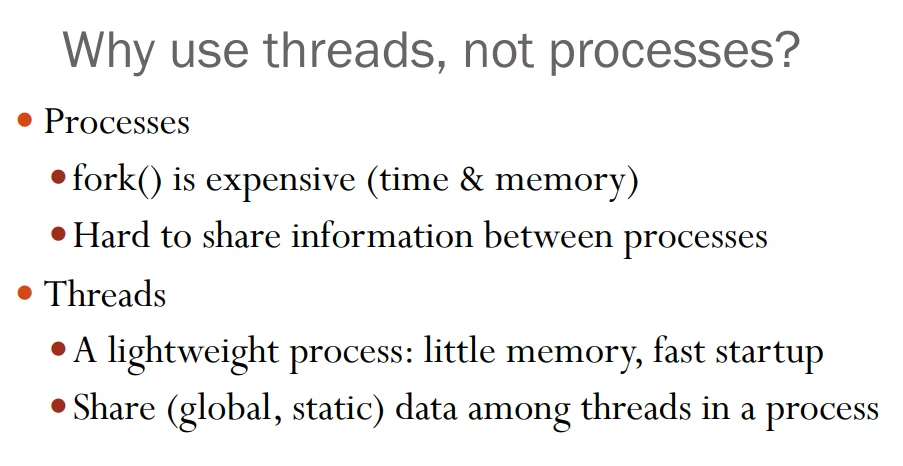 Why use threads, not processes?
• Processes
• fork() is expensive (time & memory)
• Hard to share information between processes
• Threads
• A lightweight process: little memory, fast startup
• Share (global, static) data among threads in a process